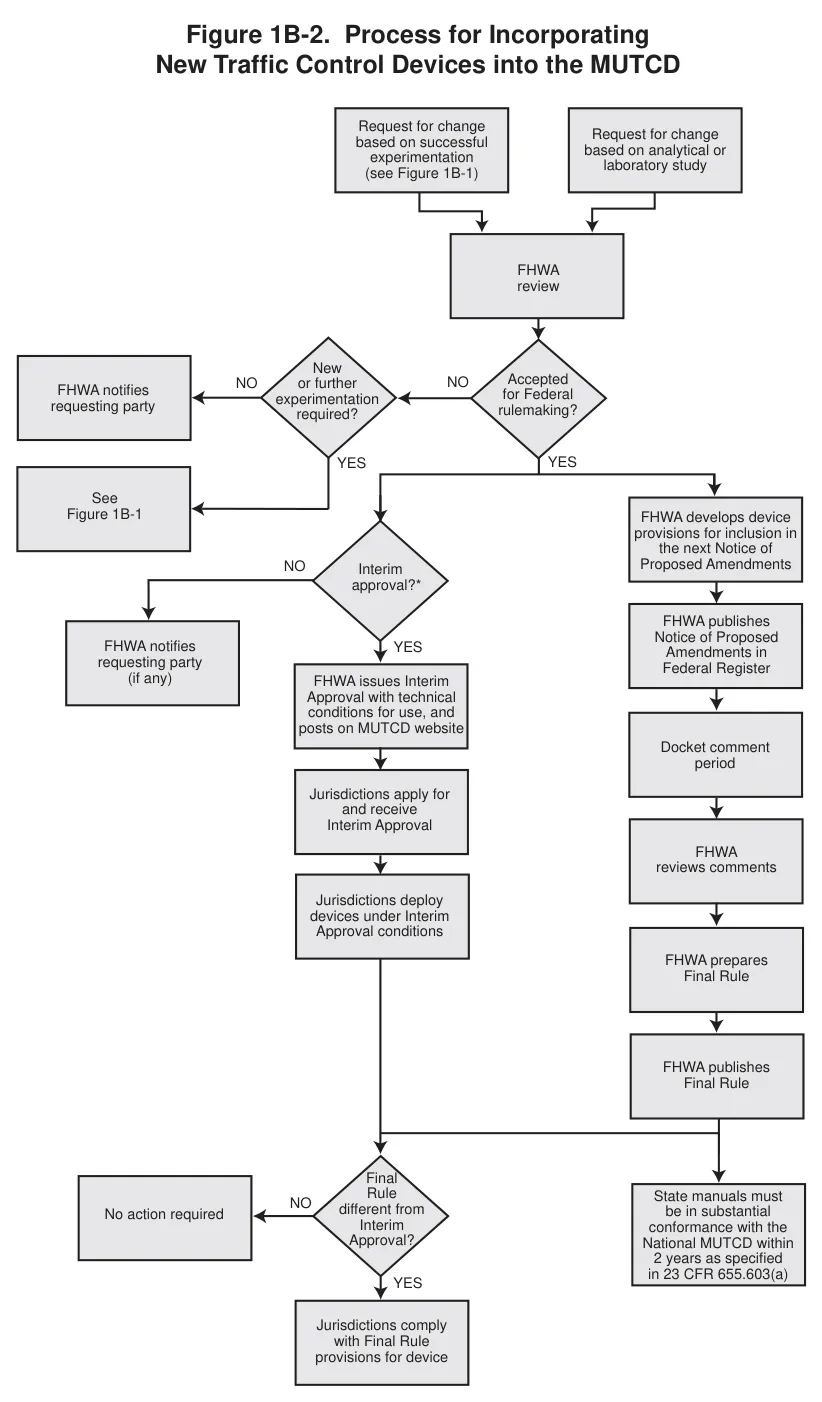 Figure 1B-2. Process for Incorporating
New Traffic Control Devices into the MUTCD
Request for change
based on successful
experimentation
(see Figure 1B-1)
Request for change
based on analytical or
laboratory study
FHWA
review
Accepted
for Federal
rulemaking?
NO
New
or further
experimentation
required?
NO
FHWA notifies
requesting party
YES
See
Figure 1B-1
YES
Interim
approval?*
NO
FHWA notifies
requesting party
(if any)
YES
FHWA issues Interim
Approval with technical
conditions for use, and
posts on MUTCD website
Jurisdictions apply for
and receive
Interim Approval
Jurisdictions deploy
devices under Interim
Approval conditions
FHWA develops device
provisions for inclusion in
the next Notice of
Proposed Amendments
FHWA publishes
Notice of Proposed
Amendments in
Federal Register
Docket comment
period
FHWA
reviews comments
FHWA prepares
Final Rule
FHWA publishes
Final Rule
State manuals must
be in substantial
conformance with the
National MUTCD within
2 years as specified
in 23 CFR 655.603(a)
Final
Rule
different from
Interim
Approval?
NO
No action required
YES
Jurisdictions comply
with Final Rule
provisions for device